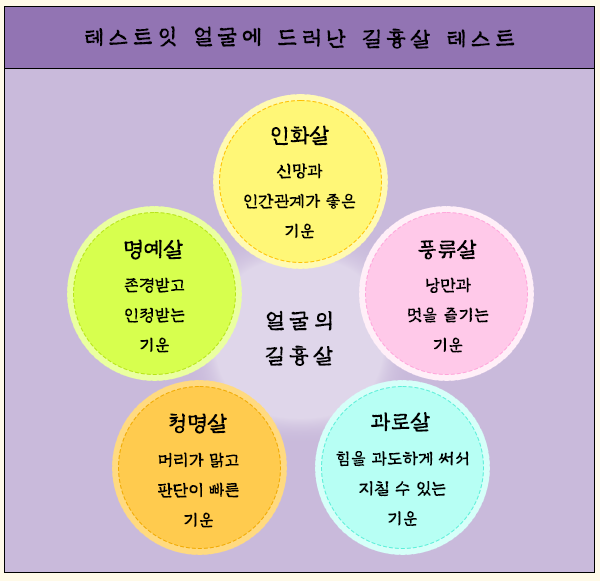 테스트잇 얼굴에 드러난 길흉살 테스트
인화살
신망과
인간관계가 좋은
기운
명예살
존경받고
인정받는
기운
풍류살
낭만과
멋을 즐기는
기운
얼굴의
길흉살
청명살
머리가 맑고
판단이 빠른
기운
과로살
힘을 과도하게 써서
지칠 수 있는
기운